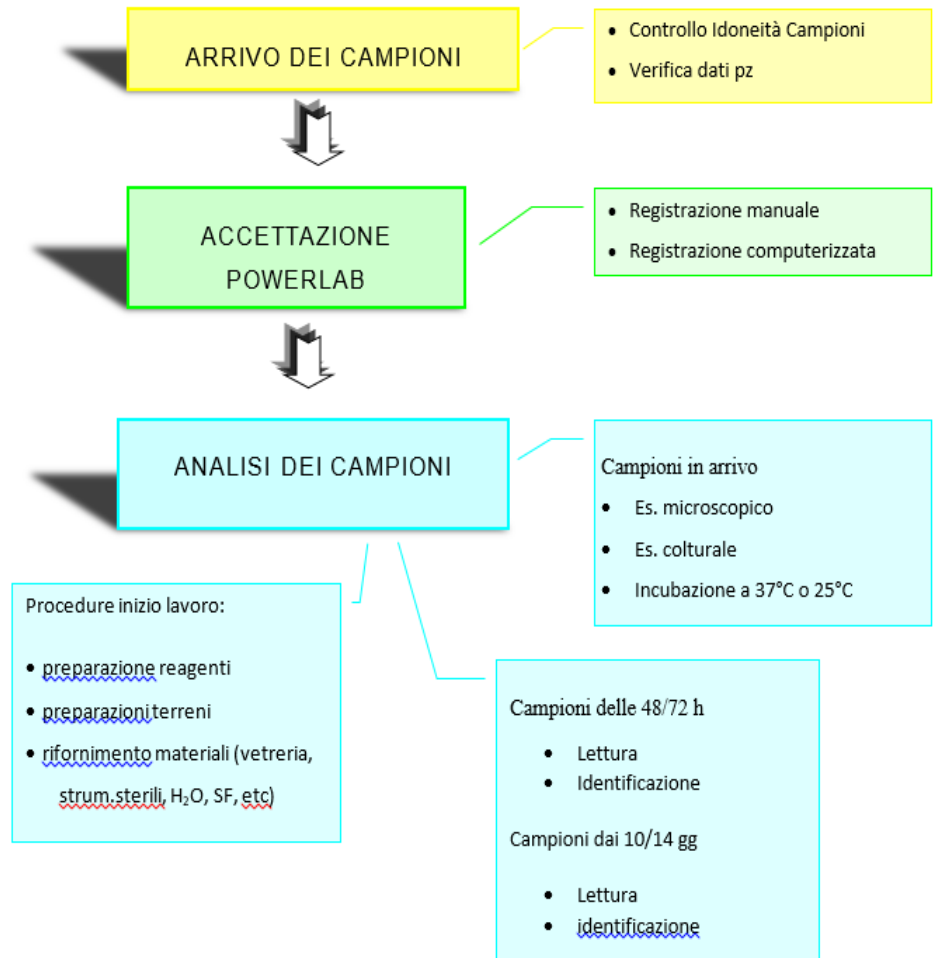 ARRIVO DEI CAMPIONI
• Controllo Idoneità Campioni
• Verifica dati pz
ACCETTAZIONE
POWERLAB
• Registrazione manuale
• Registrazione computerizzata
ANALISI DEI CAMPIONI
Campioni in arrivo
• Es. microscopico
• Es. colturale
• Incubazione a 37°C o 25°C
Procedure inizio lavoro:
• preparazione reagenti
• preparazioni terreni
• rifornimento materiali (vetreria,
strum.sterili, H₂O, SF, etc)
Campioni delle 48/72 h
• Lettura
• Identificazione
Campioni dai 10/14 gg
• Lettura
• identificazione